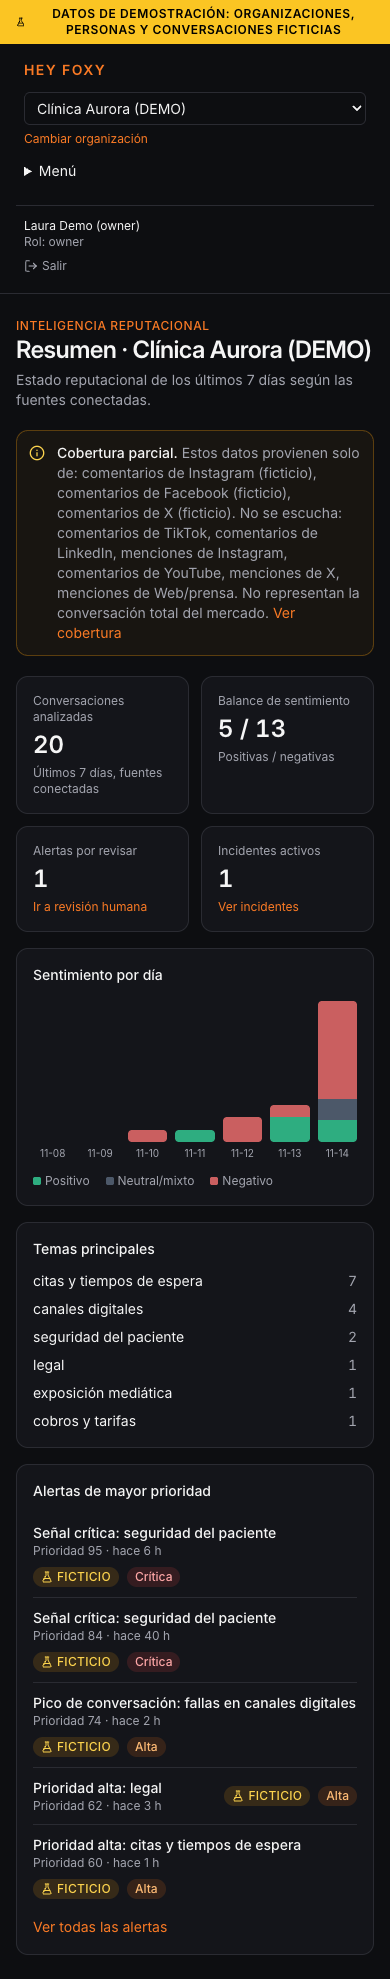 DATOS DE DEMOSTRACIÓN: ORGANIZACIONES,
PERSONAS Y CONVERSACIONES FICTICIAS
HEY FOXY
Clínica Aurora (DEMO)
Cambiar organización
Menú
Laura Demo (owner)
Rol: owner
Salir
INTELIGENCIA REPUTACIONAL
Resumen · Clínica Aurora (DEMO)
Estado reputacional de los últimos 7 días según las
fuentes conectadas.
Cobertura parcial. Estos datos provienen solo
de: comentarios de Instagram (ficticio),
comentarios de Facebook (ficticio),
comentarios de X (ficticio). No se escucha:
comentarios de TikTok, comentarios de
LinkedIn, menciones de Instagram,
comentarios de YouTube, menciones de X,
menciones de Web/prensa. No representan la
conversación total del mercado. Ver
cobertura
Conversaciones
analizadas
20
Últimos 7 días, fuentes
conectadas
Balance de sentimiento
5 / 13
Positivas / negativas
Alertas por revisar
1
Ir a revisión humana
Incidentes activos
1
Ver incidentes
Sentimiento por día
11-08 11-09 11-10 11-11 11-12 11-13 11-14
Positivo Neutral/mixto Negativo
Temas principales
citas y tiempos de espera 7
canales digitales 4
seguridad del paciente 2
legal 1
exposición mediática 1
cobros y tarifas 1
Alertas de mayor prioridad
Señal crítica: seguridad del paciente
Prioridad 95 · hace 6 h
FICTICIO Crítica
Señal crítica: seguridad del paciente
Prioridad 84 · hace 40 h
FICTICIO Crítica
Pico de conversación: fallas en canales digitales
Prioridad 74 · hace 2 h
FICTICIO Alta
Prioridad alta: legal
Prioridad 62 · hace 3 h
FICTICIO Alta
Prioridad alta: citas y tiempos de espera
Prioridad 60 · hace 1 h
FICTICIO Alta
Ver todas las alertas